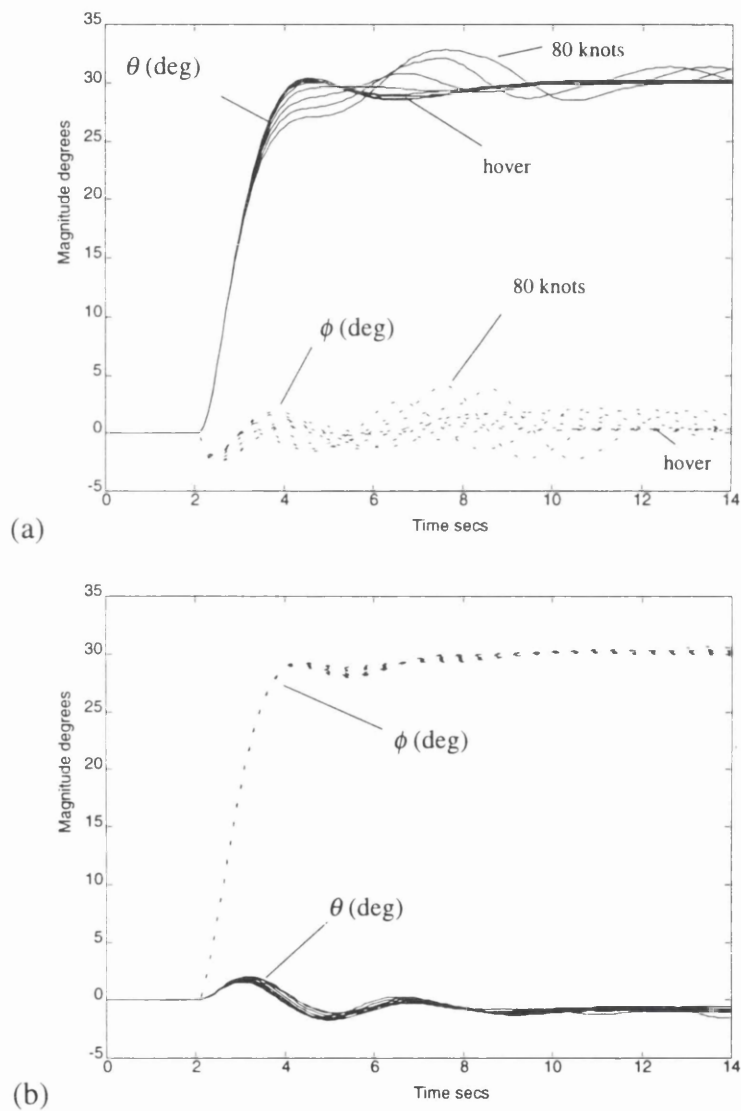 35
30
25
20
15
10
5
0
-5
Magnitude degrees
θ (deg)
80 knots
hover
80 knots
ϕ (deg)
hover
0 2 4 6 8 10 12 14
Time secs
(a)
35
30
25
20
15
10
5
0
-5
Magnitude degrees
ϕ (deg)
θ (deg)
0 2 4 6 8 10 12 14
Time secs
(b)